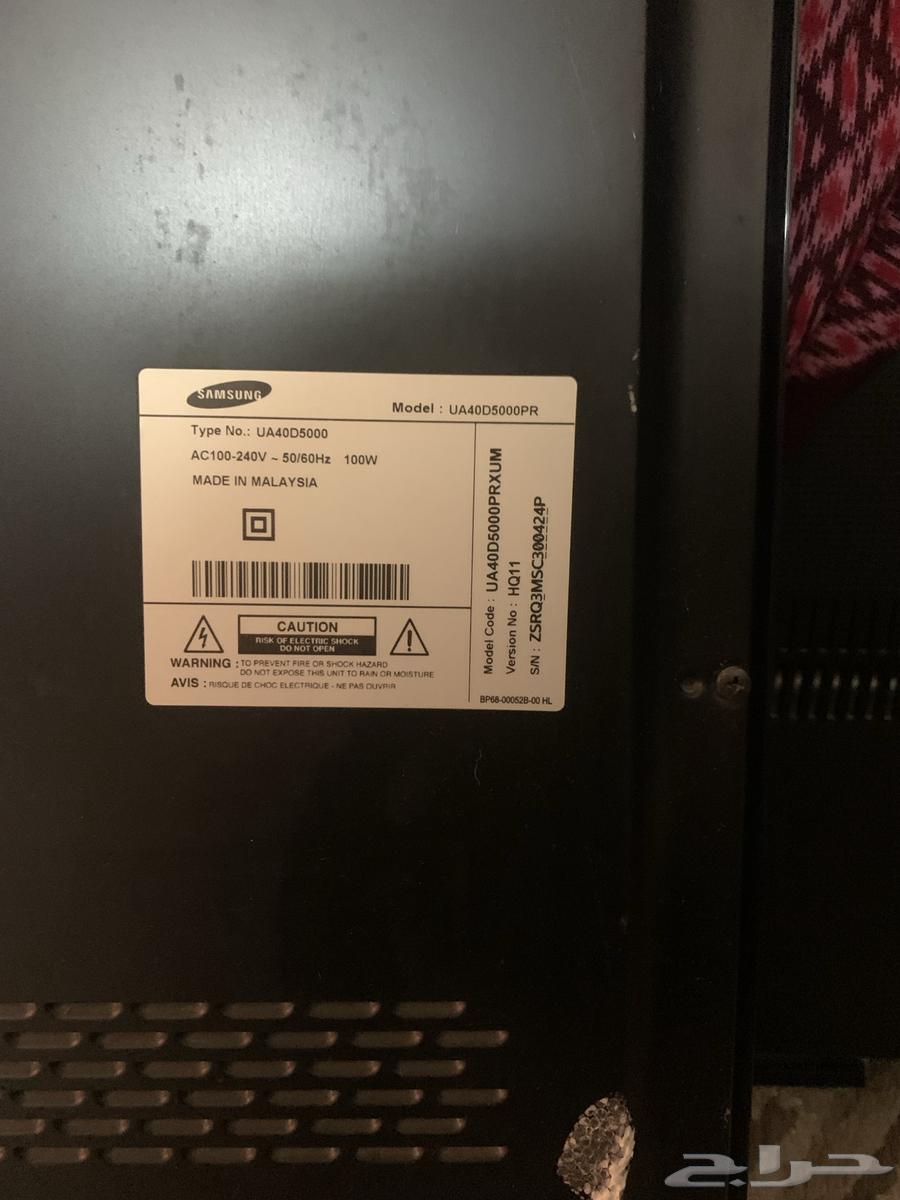 SAMSUNG
Model : UA40D5000PR
Type No.: UA40D5000
AC100-240V ~ 50/60Hz 100W
MADE IN MALAYSIA
CAUTION
RISK OF ELECTRIC SHOCK
DO NOT OPEN
WARNING : TO PREVENT FIRE OR SHOCK HAZARD
DO NOT EXPOSE THIS UNIT TO RAIN OR MOISTURE
AVIS : RISQUE DE CHOC ELECTRIQUE - NE PAS OUVRIR
Model Code : UA40D5000PRXUM
Version No : HQ11
S/N : ZSRQ3MSC300424P
BP68-00052B-00 HL
حراج